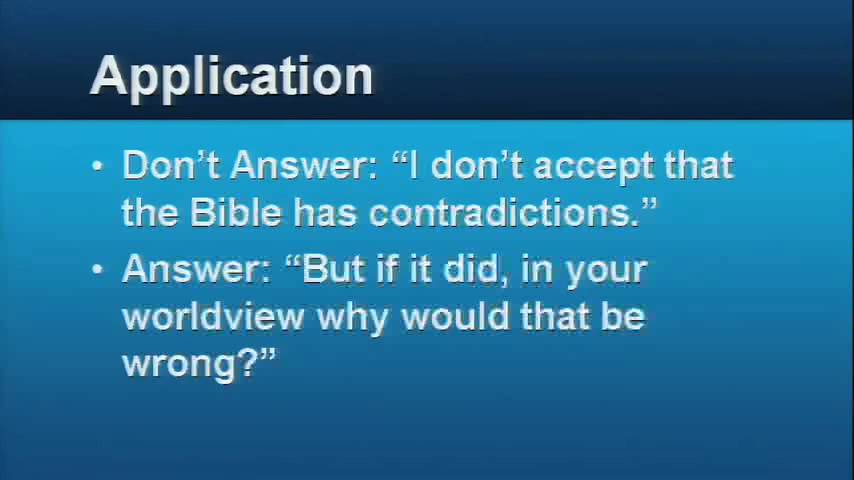 Application
• Don’t Answer: “I don’t accept that
the Bible has contradictions.”
• Answer: “But if it did, in your
worldview why would that be
wrong?”